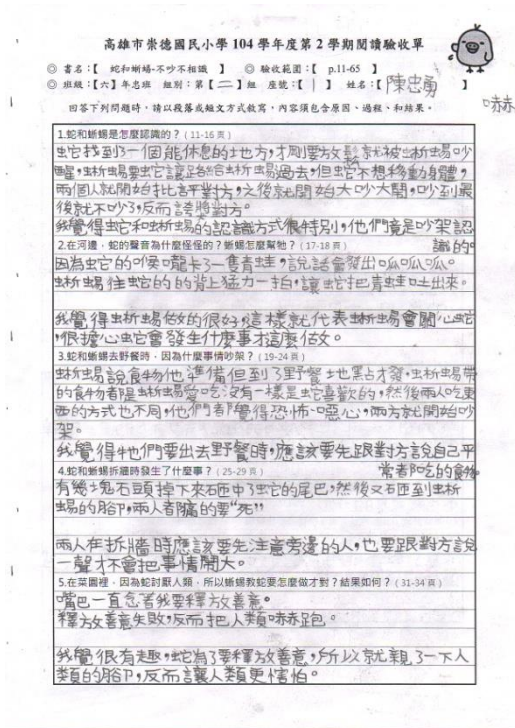 高雄市崇德國民小學 104 學年度第 2 學期閱讀驗收單
◎ 書名：【 蛇和蜥蜴-不吵不相識 】 ◎ 驗收範圍：【 p.11-65 】
◎ 班級：【六】年忠班 組別：第【二】組 座號：【1】 姓名：【陳忠勇】
回答下列問題時，請以段落或短文方式敘寫，內容須包含原因、過程、和結果。
嚇
1.蛇和蜥蜴是怎麼認識的？（11-16 頁）
蛇找到了一個能休息的地方，才剛要放鬆就被蜥蜴吵
醒，蜥蜴要蛇它讓路給蜥蜴過去，但蛇不想移動身體，
兩個人就開始批評對方，之後就開始大吵大鬧，吵到最
後就不吵了，反而誇將對方。
我覺得蛇和蜥蜴的認識方式很特別，他們竟是吵架認
識的。
2.在河邊，蛇的聲音為什麼怪怪的？蜥蜴怎麼幫牠？（17-18 頁）
因為蛇的喉嚨卡了一隻青蛙，說話會發出呱呱呱。
蜥蜴往蛇的的背上猛力一拍，讓蛇把青蛙吐出來。
我覺得蜥蜴做的很好，這樣就代表蜥蜴會關心蛇
，很擔心蛇會發生什麼事才這麼做。
3.蛇和蜥蜴去野餐時，因為什麼事情吵架？（19-24 頁）
蜥蜴說食物他準備但到了野餐地點才發，蜥蜴帶
的食物都是蜥蜴愛吃沒有一樣是蛇喜歡的，然後兩人吃東
西的方式也不同，他們都覺得恐怖、噁心，兩方就開始吵
架。
我覺得牠們要出去野餐時，應該要先跟對方說自己平
常都吃的食物
4.蛇和蜥蜴拆牆時發生了什麼事？（25-29 頁）
有幾塊石頭掉下來砸中了蛇的尾巴，然後又砸到蜥
蜴的腳，兩人者痛的要"死"
兩人在拆牆時應該要先注意旁邊的人，也要跟對方說
一聲才不會把事情鬧大。
5.在菜園裡，因為蛇討厭人類，所以蜥蜴教蛇要怎麼做才對？結果如何？（31-34 頁）
嘴巴一直念著我要釋放善意。
釋放善意失敗，反而把人類嚇跑。
我覺很有趣，蛇為了要釋放善意，所以就親了一下人
類的腳，反而讓人類更害怕。